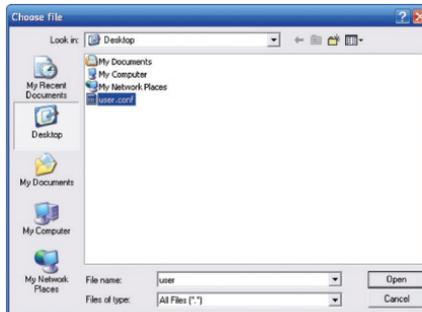 Choose file
Look in:
Desktop
My Recent
Documents
Desktop
My Documents
My Computer
My Network
Places
My Documents
My Computer
My Network Places
user.conf
File name:
user
Open
Files of type:
All Files (*.*)
Cancel